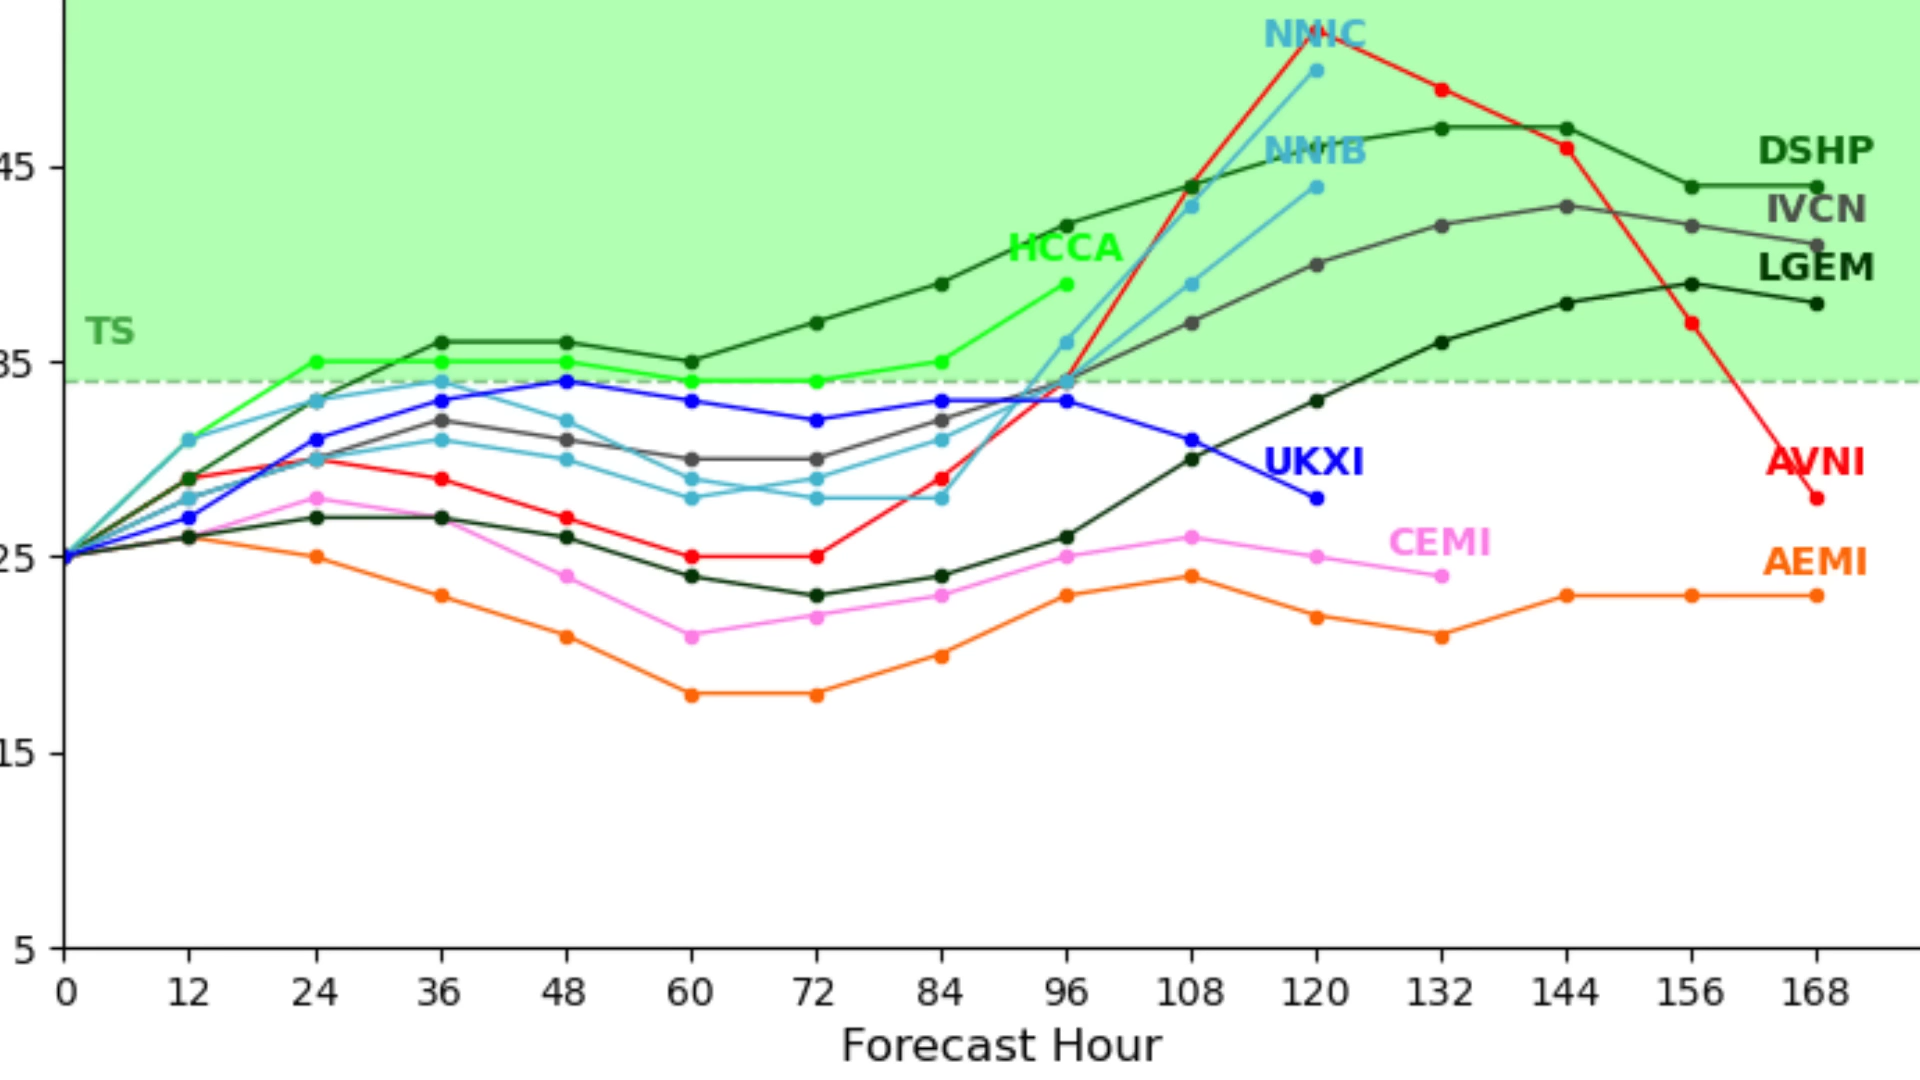 NNIC
NNIB
DSHP
45
IVCN
HCCA
LGEM
TS
35
UKXI
AVNI
CEMI
25
AEMI
15
5
0 12 24 36 48 60 72 84 96 108 120 132 144 156 168
Forecast Hour